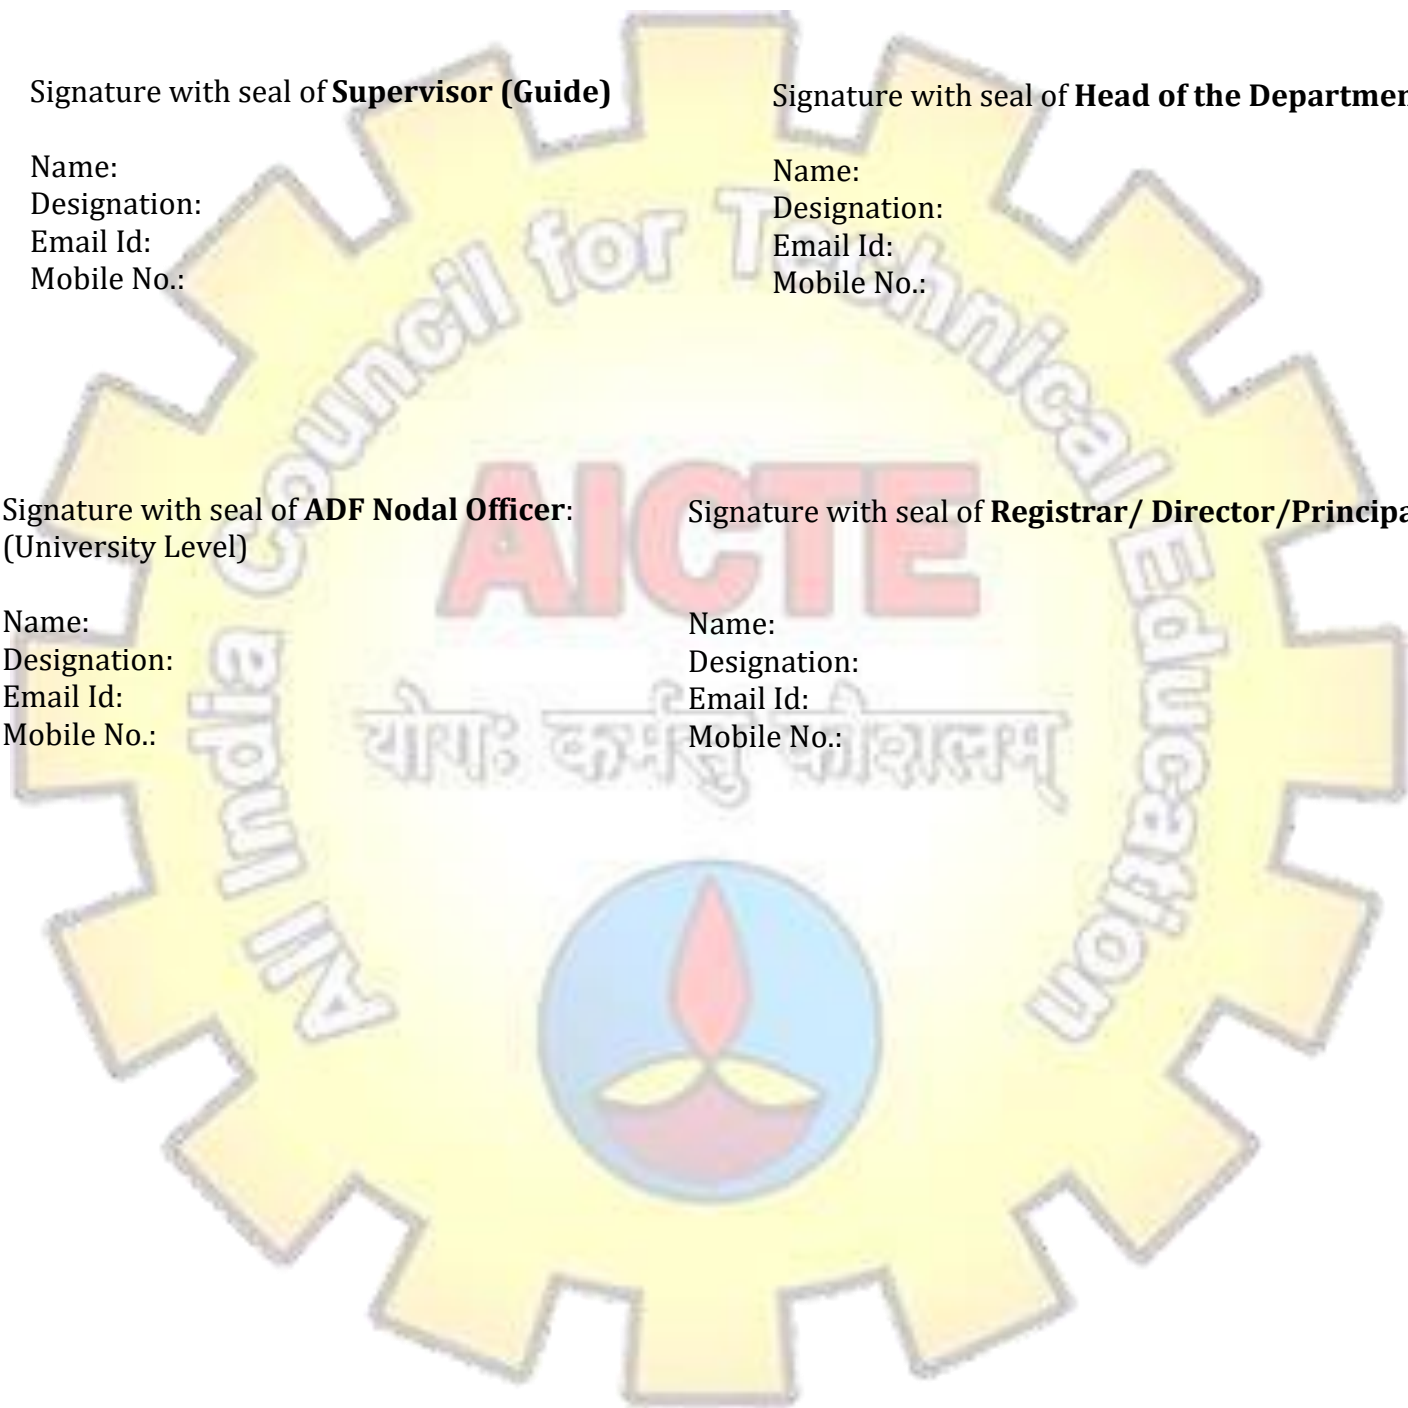 Signature with seal of Supervisor (Guide)
Name:
Designation:
Email Id:
Mobile No.:
Signature with seal of Head of the Departmen
Name:
Designation:
Email Id:
Mobile No.:
Signature with seal of ADF Nodal Officer:
(University Level)
Name:
Designation:
Email Id:
Mobile No.:
Signature with seal of Registrar/ Director/Principa
Name:
Designation:
Email Id:
Mobile No.:
All India Council for Technical Education
AICTE
योगः कर्मसु कौशलम्